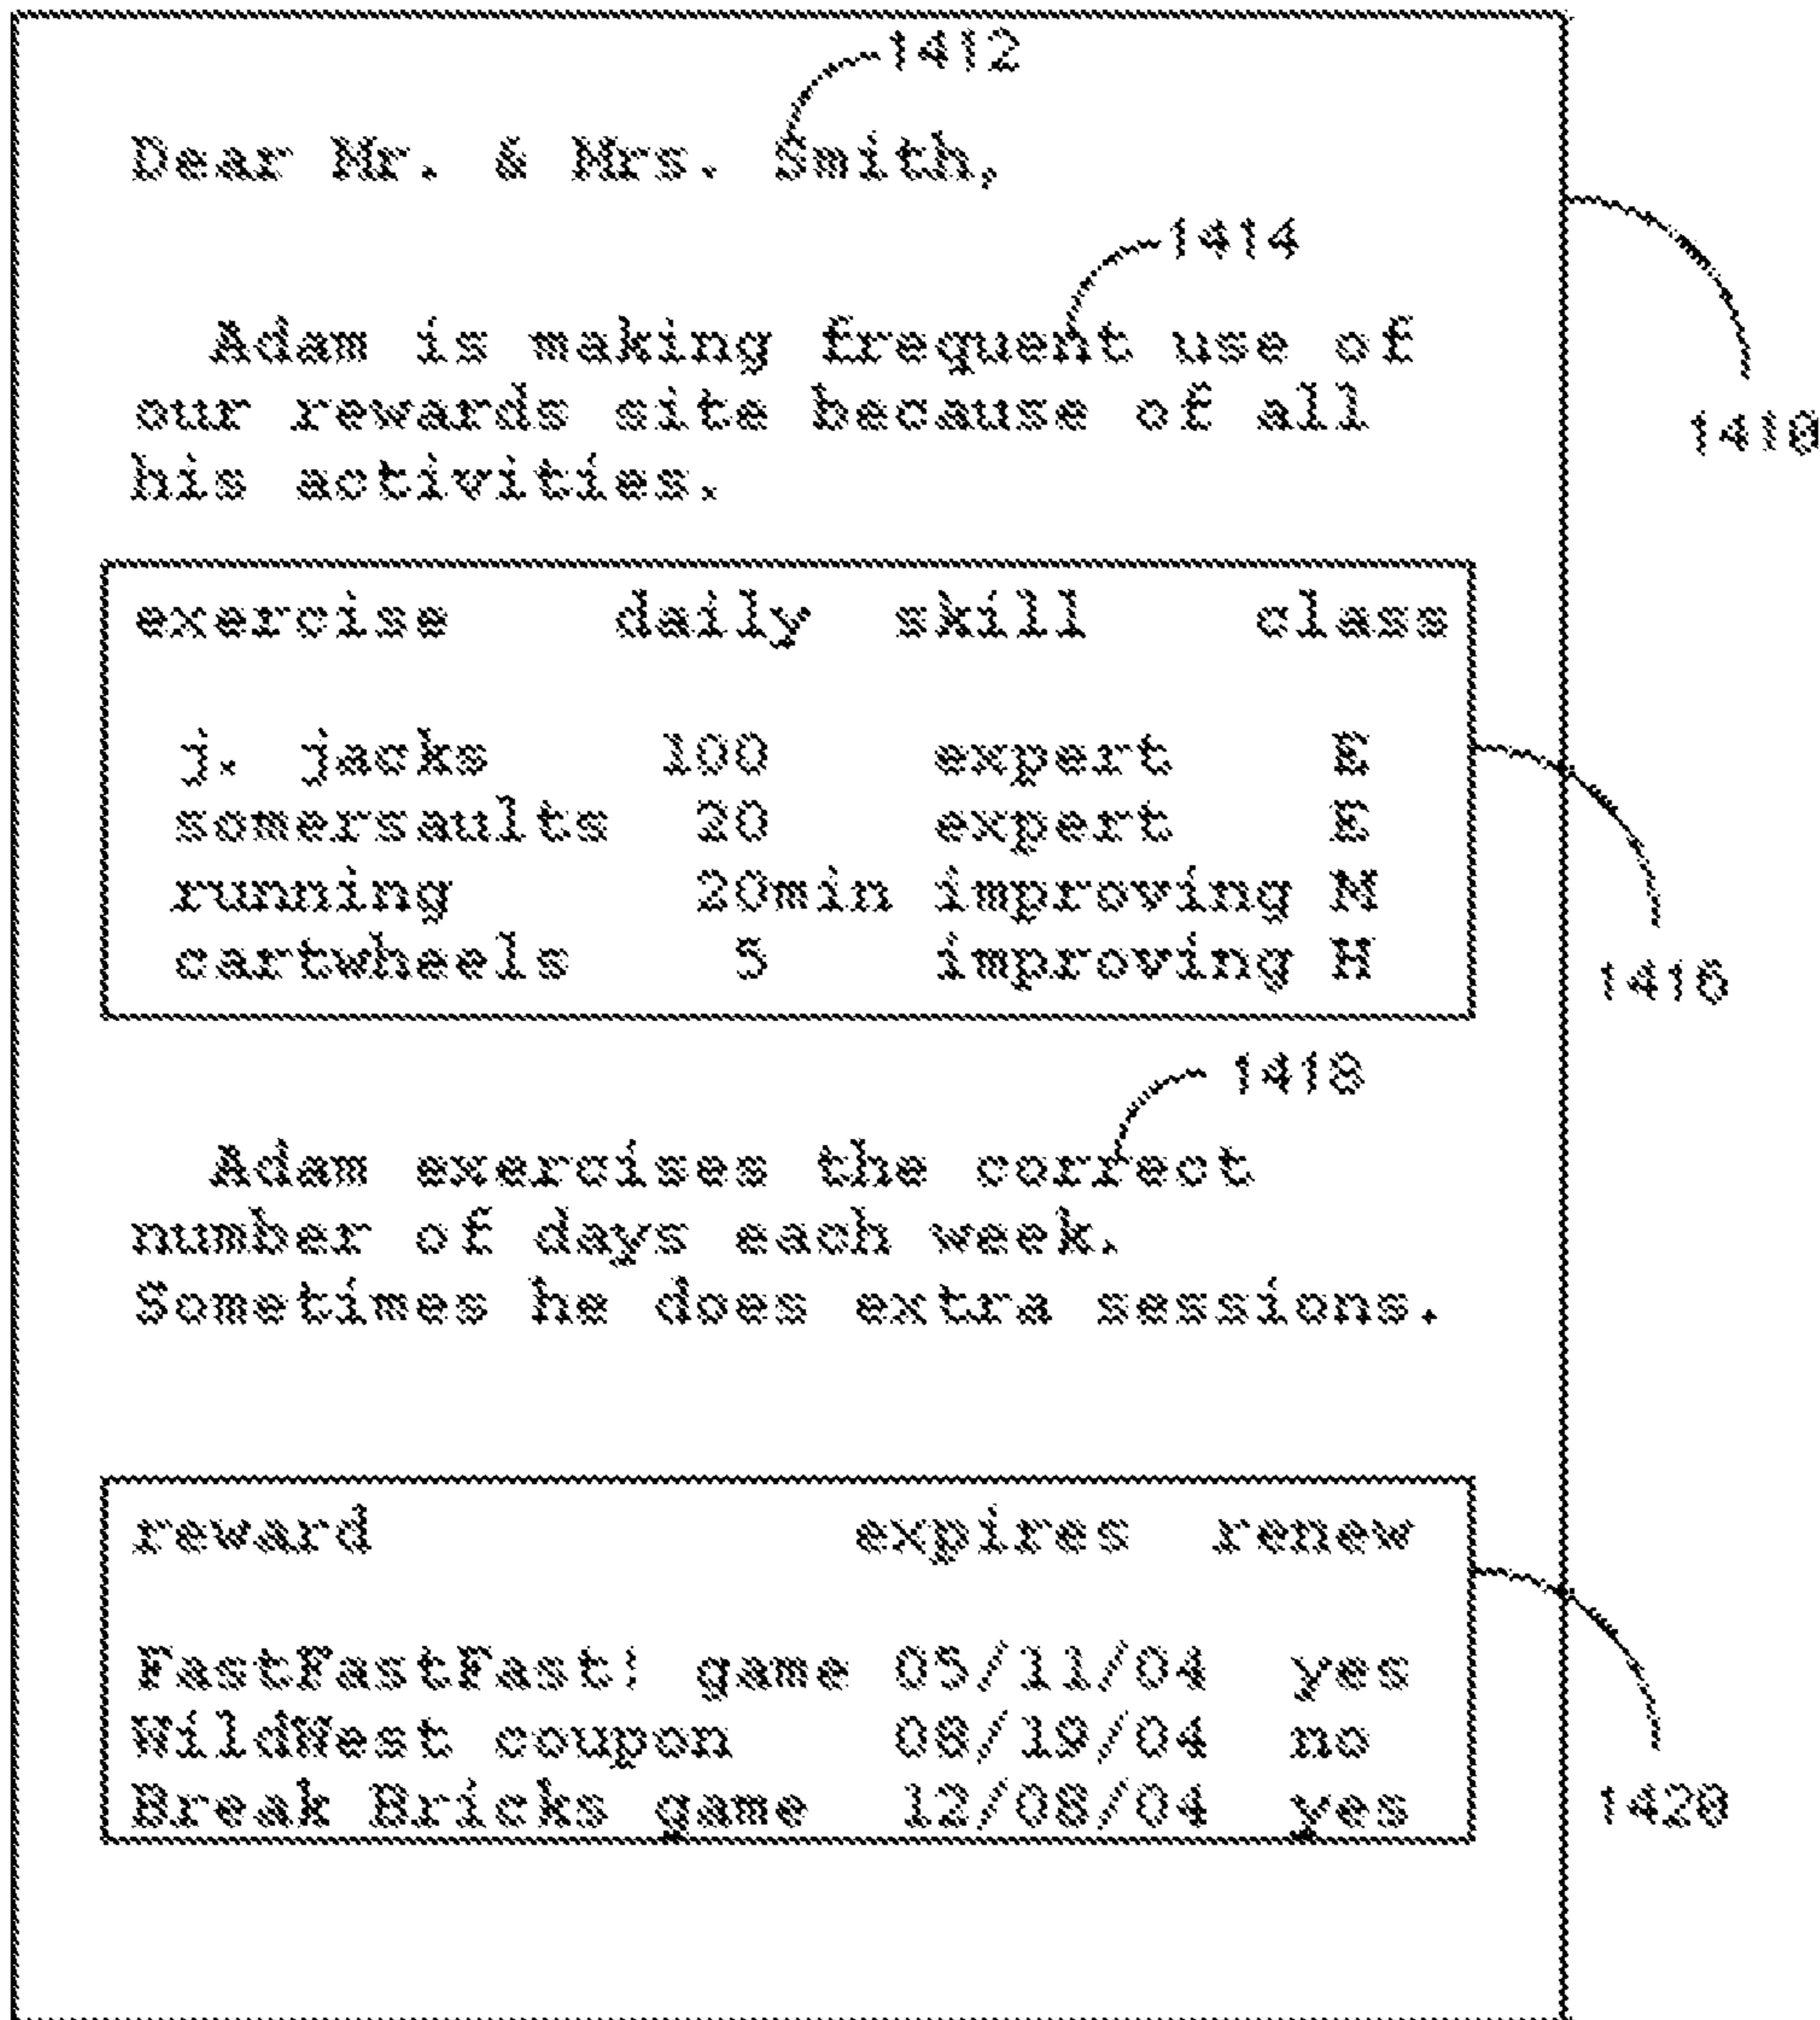 1412
Dear Mr. & Mrs. Smith,
1414
Adam is making frequent use of
our rewards site because of all
his activities.
1410
exercise daily skill class
j. jacks 100 expert E
somersaults 20 expert E
running 20min improving M
cartwheels 5 improving H
1416
1418
Adam exercises the correct
number of days each week.
Sometimes he does extra sessions.
reward expires renew
FastFastFast! game 05/11/04 yes
WildWest coupon 08/19/04 no
Break Bricks game 12/08/04 yes
1420